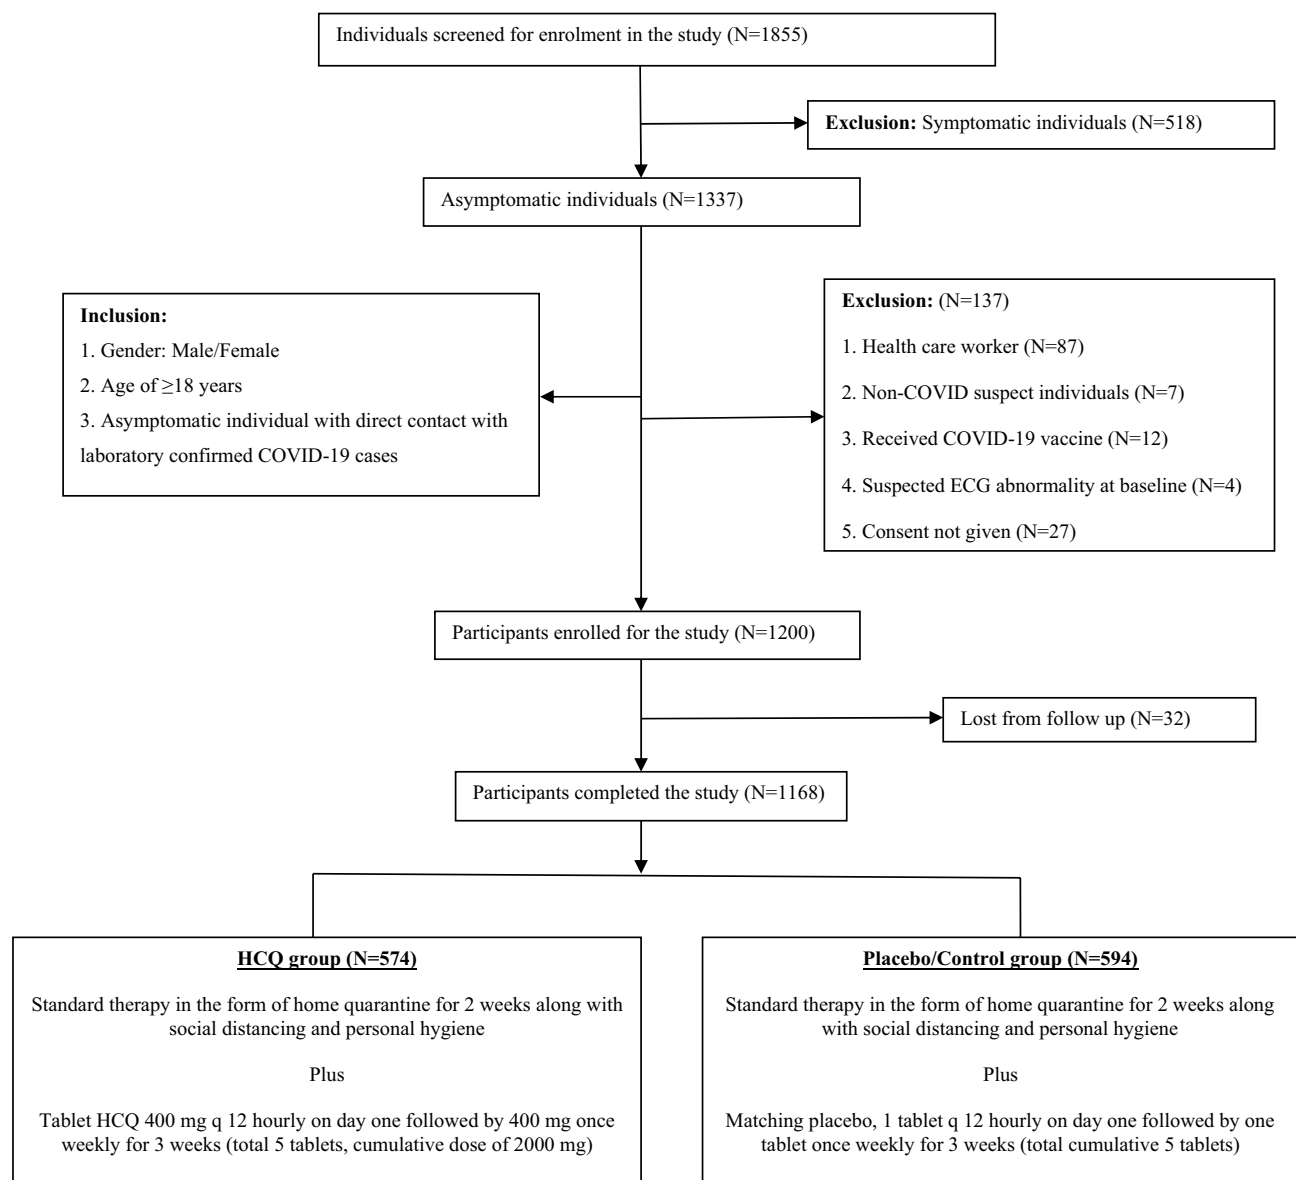 Individuals screened for enrolment in the study (N=1855)
Exclusion: Symptomatic individuals (N=518)
Asymptomatic individuals (N=1337)
Inclusion:
1. Gender: Male/Female
2. Age of ≥18 years
3. Asymptomatic individual with direct contact with
laboratory confirmed COVID-19 cases
Exclusion: (N=137)
1. Health care worker (N=87)
2. Non-COVID suspect individuals (N=7)
3. Received COVID-19 vaccine (N=12)
4. Suspected ECG abnormality at baseline (N=4)
5. Consent not given (N=27)
Participants enrolled for the study (N=1200)
Lost from follow up (N=32)
Participants completed the study (N=1168)
HCQ group (N=574)
Standard therapy in the form of home quarantine for 2 weeks along with
social distancing and personal hygiene
Plus
Tablet HCQ 400 mg q 12 hourly on day one followed by 400 mg once
weekly for 3 weeks (total 5 tablets, cumulative dose of 2000 mg)
Placebo/Control group (N=594)
Standard therapy in the form of home quarantine for 2 weeks along
with social distancing and personal hygiene
Plus
Matching placebo, 1 tablet q 12 hourly on day one followed by one
tablet once weekly for 3 weeks (total cumulative 5 tablets)